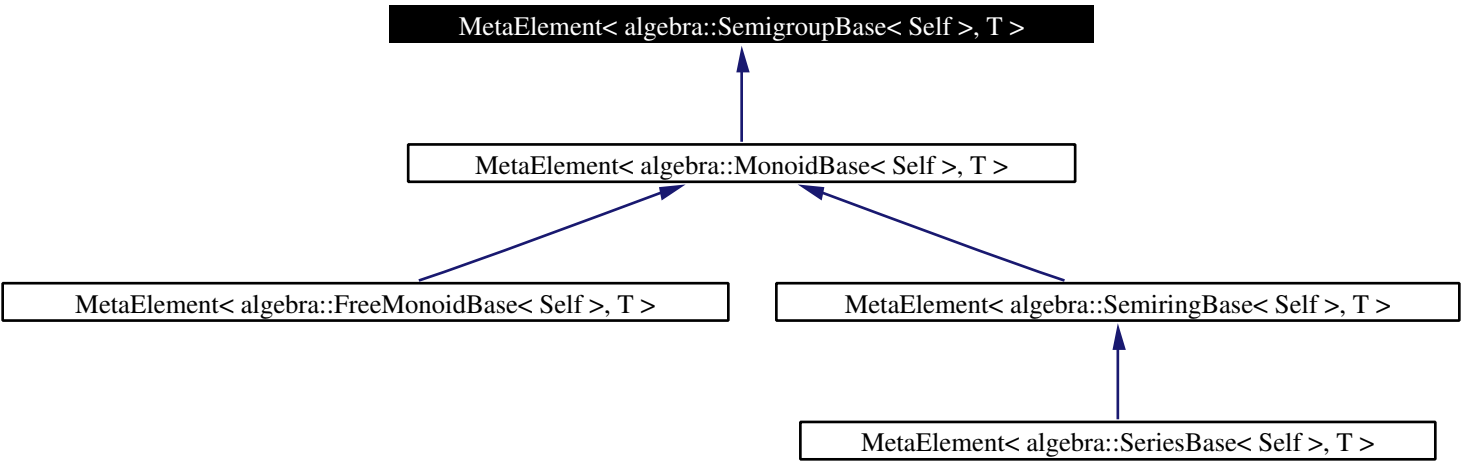 MetaElement< algebra::SemigroupBase< Self >, T >
MetaElement< algebra::MonoidBase< Self >, T >
MetaElement< algebra::FreeMonoidBase< Self >, T >
MetaElement< algebra::SemiringBase< Self >, T >
MetaElement< algebra::SeriesBase< Self >, T >